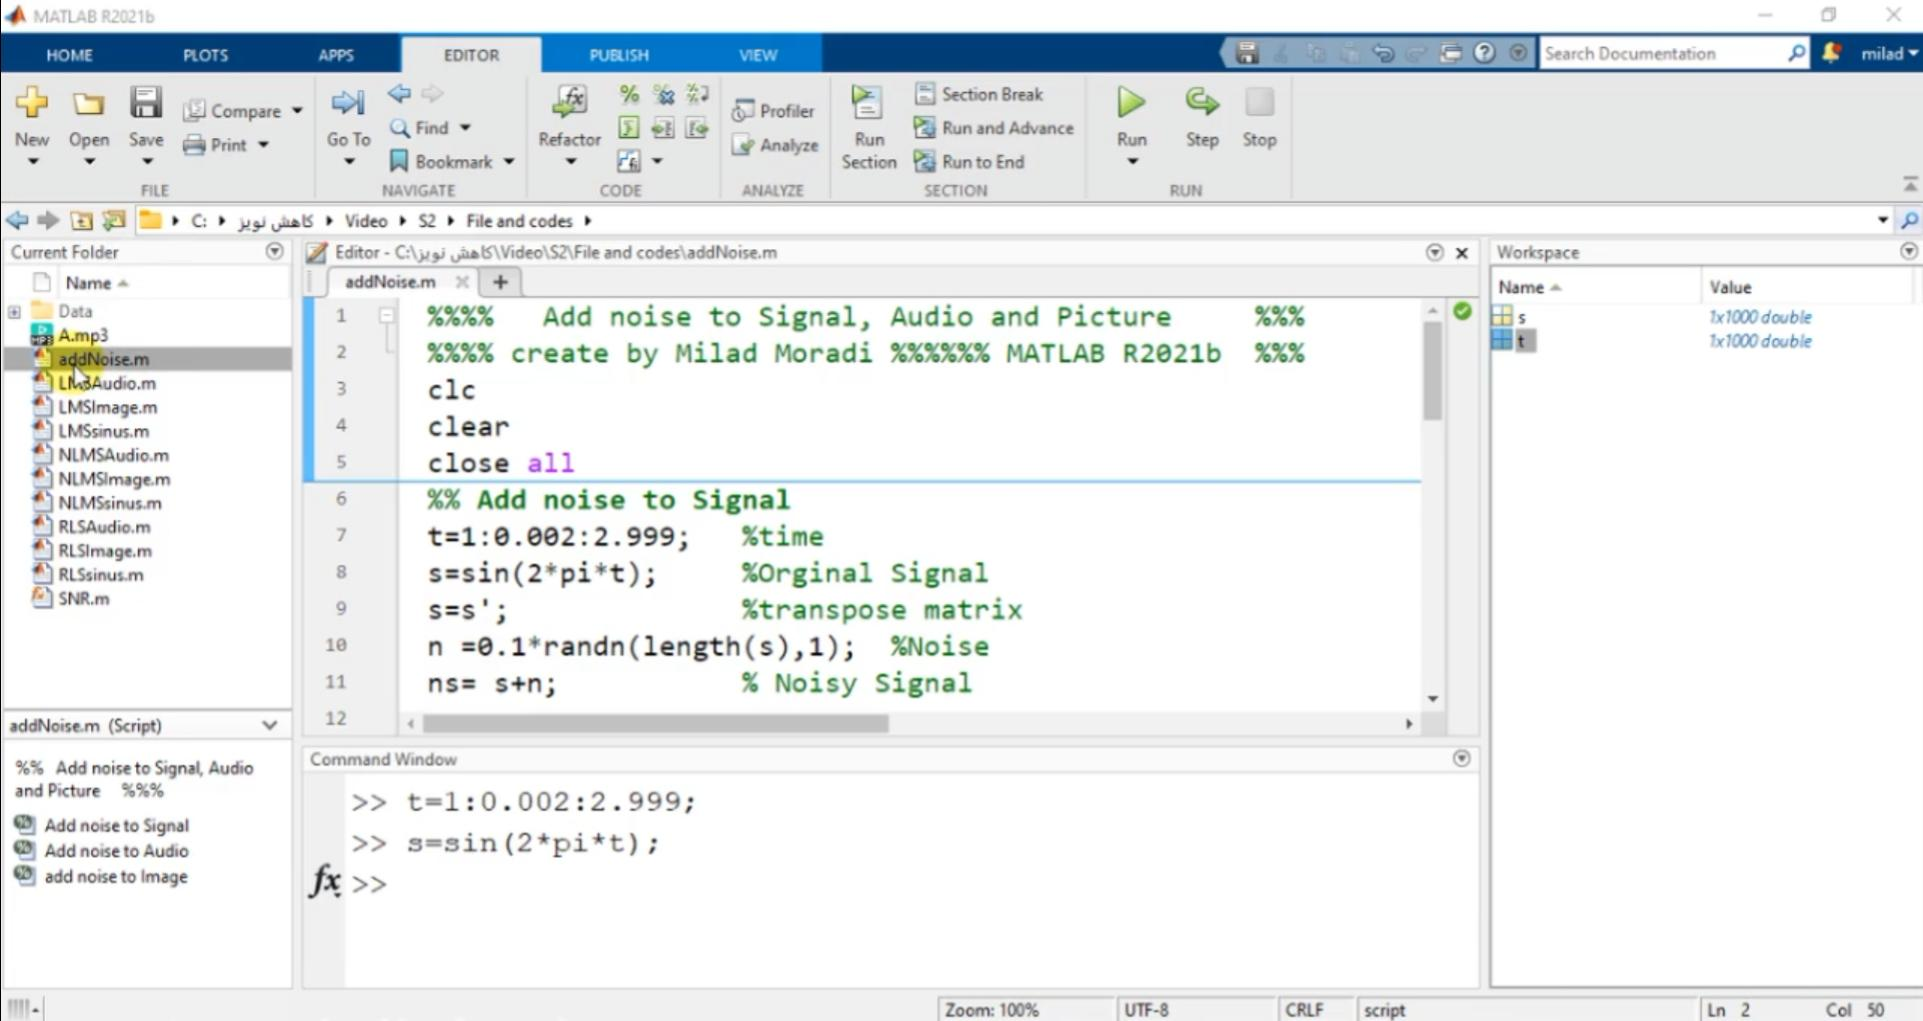 MATLAB R2021b
HOME PLOTS APPS EDITOR PUBLISH VIEW Search Documentation milad
New Open Save Compare Print Go To Find Bookmark Refactor Profiler Analyze Run Section Section Break Run and Advance Run to End Run Step Stop
FILE NAVIGATE CODE ANALYZE SECTION RUN
C: کاهش نویز Video S2 File and codes
Current Folder
Name
Data
A.mp3
addNoise.m
LMSAudio.m
LMSImage.m
LMSsinus.m
NLMSAudio.m
NLMSImage.m
NLMSsinus.m
RLSAudio.m
RLSImage.m
RLSsinus.m
SNR.m
addNoise.m (Script)
%% Add noise to Signal, Audio
and Picture %%%
Add noise to Signal
Add noise to Audio
add noise to Image
Editor - C:\کاهش نویز\Video\S2\File and codes\addNoise.m
addNoise.m
1 %%%% Add noise to Signal, Audio and Picture %%%
2 %%%% create by Milad Moradi %%%%%% MATLAB R2021b %%%
3 clc
4 clear
5 close all
6 %% Add noise to Signal
7 t=1:0.002:2.999; %time
8 s=sin(2*pi*t); %Orginal Signal
9 s=s'; %transpose matrix
10 n =0.1*randn(length(s),1); %Noise
11 ns= s+n; % Noisy Signal
12
Command Window
>> t=1:0.002:2.999;
>> s=sin(2*pi*t);
fx >>
Workspace
Name Value
s 1x1000 double
t 1x1000 double
Zoom: 100% UTF-8 CRLF script Ln 2 Col 50